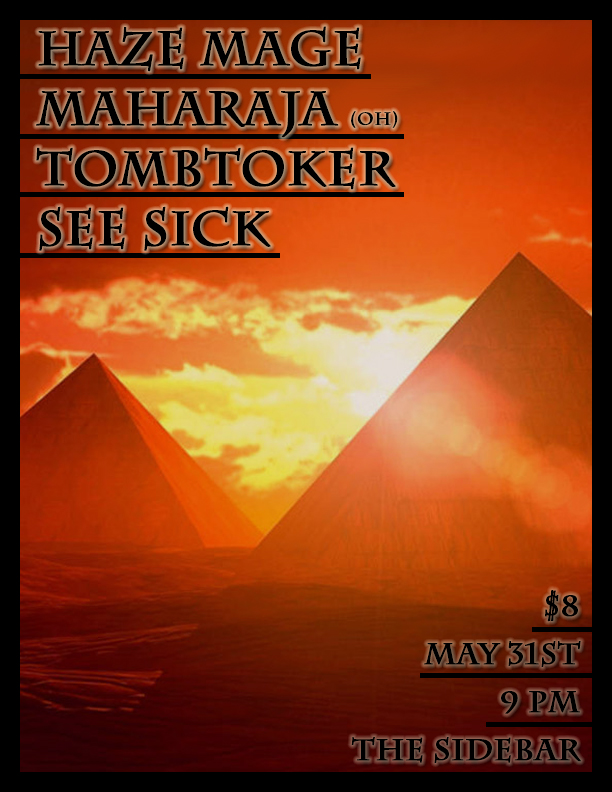 HAZE MAGE
MAHARAJA (OH)
TOMBTOKER
SEE SICK
$8
MAY 31ST
9 PM
THE SIDEBAR